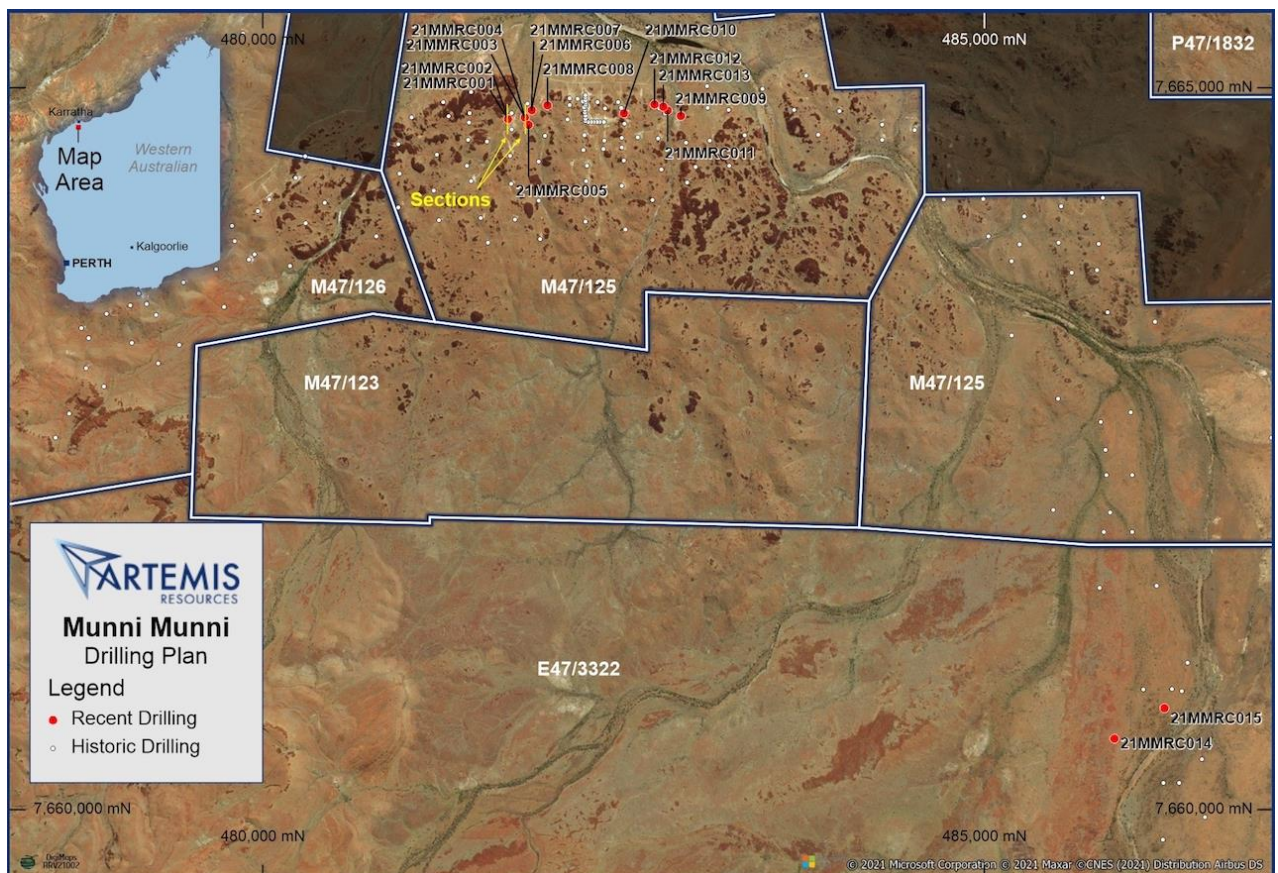 480,000 mN
485,000 mN
P47/1832
7,665,000 mN
21MMRC004
21MMRC003
21MMRC002
21MMRC001
21MMRC007
21MMRC006
21MMRC008
21MMRC010
21MMRC012
21MMRC013
21MMRC009
21MMRC011
21MMRC005
Sections
Karratha
Map
Area
Western
Australian
Kalgoorlie
PERTH
M47/126
M47/125
M47/123
M47/125
ARTEMIS
RESOURCES
Munni Munni
Drilling Plan
Legend
Recent Drilling
Historic Drilling
E47/3322
21MMRC015
21MMRC014
7,660,000 mN
7,660,000 mN
480,000 mN
485,000 mN
DigiMaps
© 2021 Microsoft Corporation © 2021 Maxar ©CNES (2021) Distribution Airbus DS